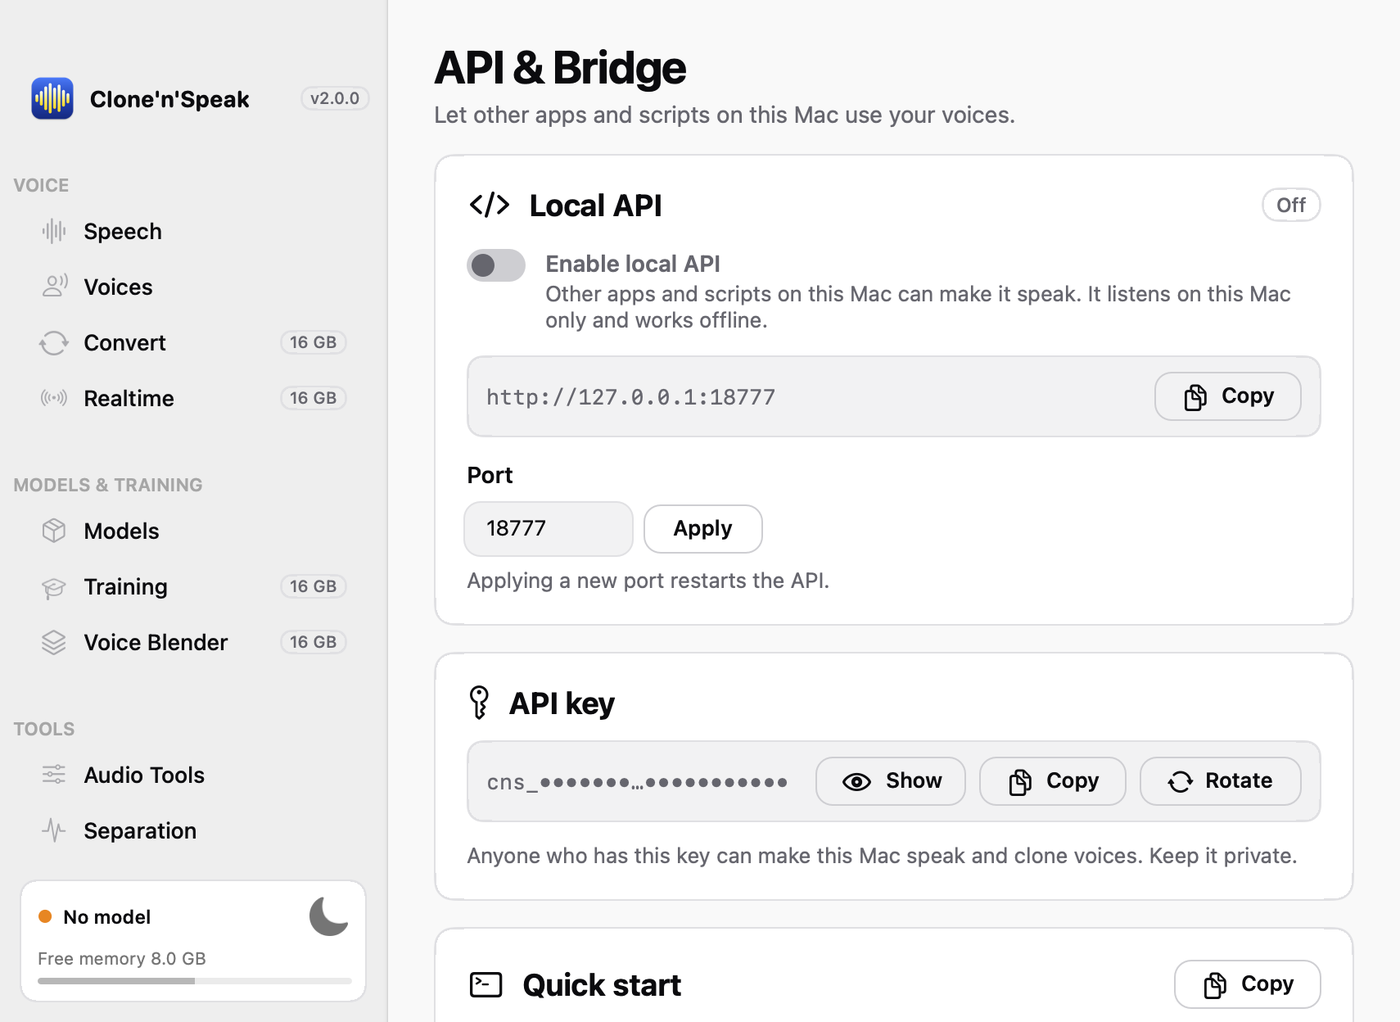 Clone'n'Speak
v2.0.0
VOICE
Speech
Voices
Convert
16 GB
Realtime
16 GB
MODELS & TRAINING
Models
Training
16 GB
Voice Blender
16 GB
TOOLS
Audio Tools
Separation
No model
Free memory 8.0 GB
API & Bridge
Let other apps and scripts on this Mac use your voices.
Local API
Off
Enable local API
Other apps and scripts on this Mac can make it speak. It listens on this Mac
only and works offline.
http://127.0.0.1:18777
Copy
Port
18777
Apply
Applying a new port restarts the API.
API key
cns_•••••••…•••••••••••
Show
Copy
Rotate
Anyone who has this key can make this Mac speak and clone voices. Keep it private.
Quick start
Copy